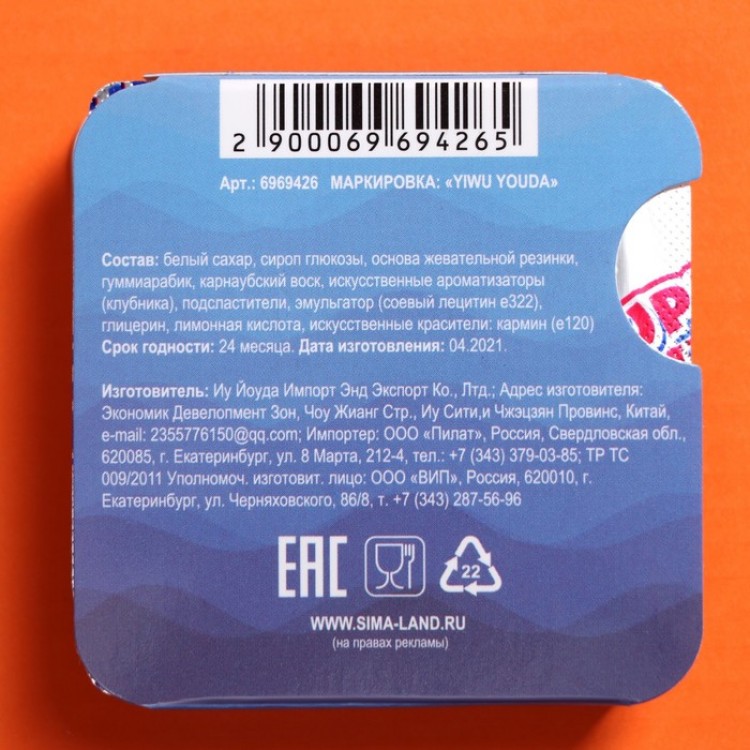 2 900069 694265
Арт.: 6969426 МАРКИРОВКА: «YIWU YOUDA»
Состав: белый сахар, сироп глюкозы, основа жевательной резинки,
гуммиарабик, карнаубский воск, искусственные ароматизаторы
(клубника), подсластители, эмульгатор (соевый лецитин е322),
глицерин, лимонная кислота, искусственные красители: кармин (е120)
Срок годности: 24 месяца. Дата изготовления: 04.2021.
Изготовитель: Иу Йоуда Импорт Энд Экспорт Ко., Лтд.; Адрес изготовителя:
Экономик Девелопмент Зон, Чоу Жианг Стр., Иу Сити,и Чжэцзян Провинс, Китай,
e-mail: 2355776150@qq.com; Импортер: ООО «Пилат», Россия, Свердловская обл.,
620085, г. Екатеринбург, ул. 8 Марта, 212-4, тел.: +7 (343) 379-03-85; ТР ТС
009/2011 Уполномоч. изготовит. лицо: ООО «ВИП», Россия, 620010, г.
Екатеринбург, ул. Черняховского, 86/8, т. +7 (343) 287-56-96
EAC 22
WWW.SIMA-LAND.RU
(на правах рекламы)